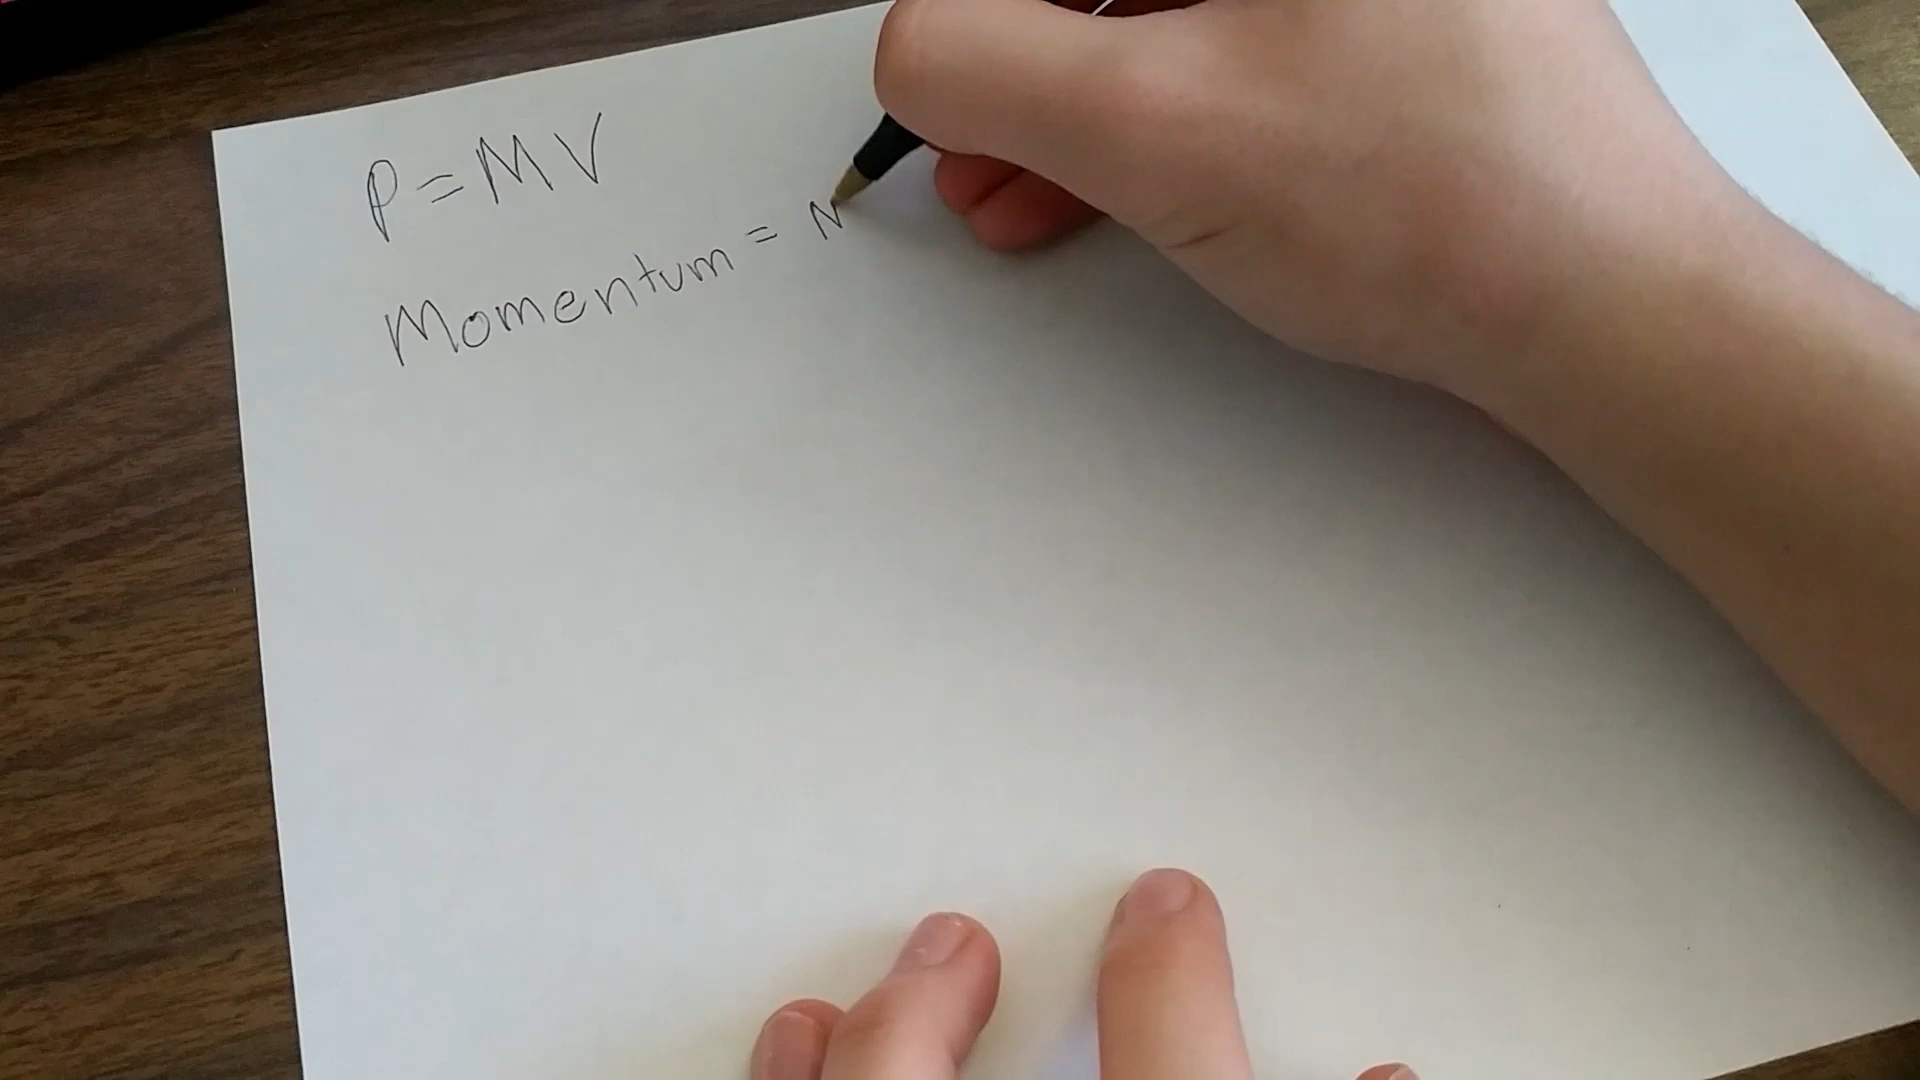 P = MV
Momentum =